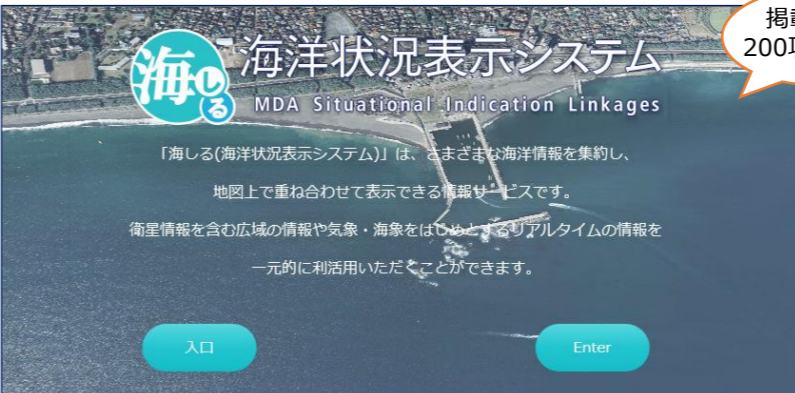 掲
200
海しる
海洋状況表示システム
MDA Situational Indication Linkages
「海しる(海洋状況表示システム)」は、さまざまな海洋情報を集約し、
地図上で重ね合わせて表示できる情報サービスです。
衛星情報を含む広域の情報や気象・海象をはじめとするリアルタイムの情報を
一元的に利活用いただくことができます。
入口
Enter